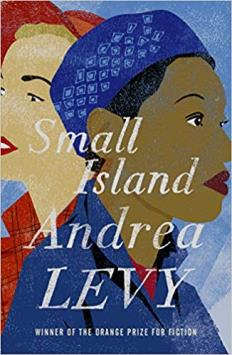 Small
Island
Andrea
LEVY
WINNER OF THE ORANGE PRIZE FOR FICTION